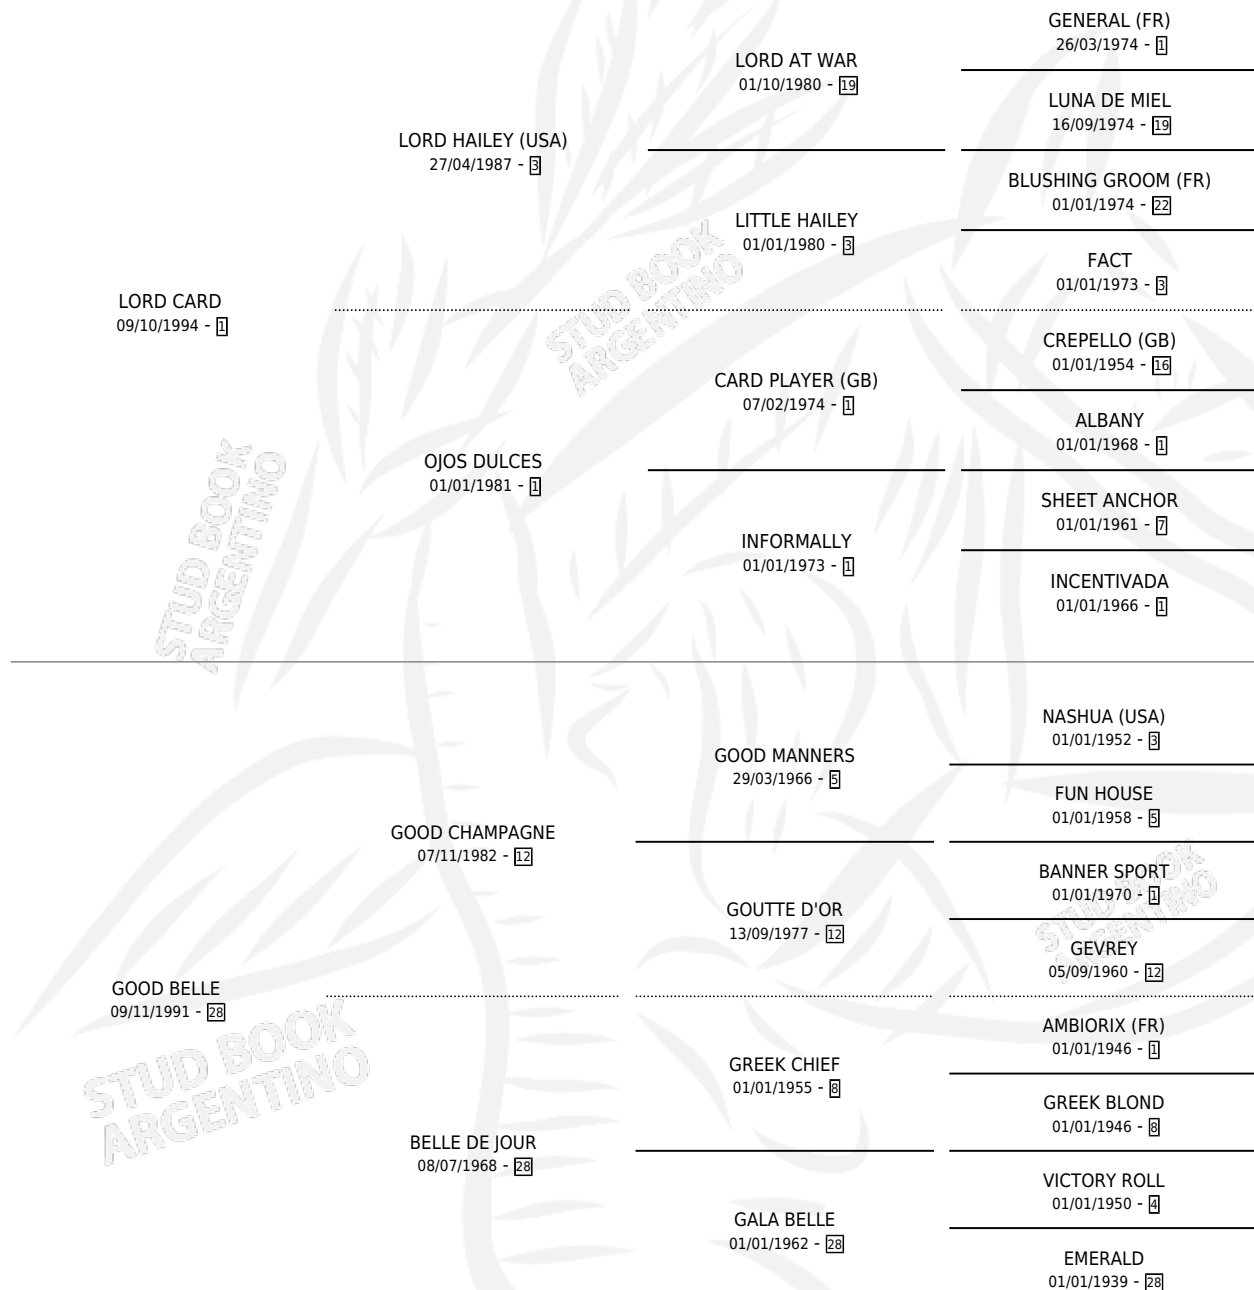 GENERAL (FR)
26/03/1974 - 1
LORD AT WAR
01/10/1980 - 19
LUNA DE MIEL
16/09/1974 - 19
LORD HAILEY (USA)
27/04/1987 - 3
BLUSHING GROOM (FR)
01/01/1974 - 22
LITTLE HAILEY
01/01/1980 - 3
FACT
01/01/1973 - 3
LORD CARD
09/10/1994 - 1
STUD BOOK
ARGENTINO
CREPELLO (GB)
01/01/1954 - 16
CARD PLAYER (GB)
07/02/1974 - 1
ALBANY
01/01/1968 - 1
OJOS DULCES
01/01/1981 - 1
SHEET ANCHOR
01/01/1961 - 7
INFORMALLY
01/01/1973 - 1
INCENTIVADA
01/01/1966 - 1
STUD BOOK
ARGENTINO
NASHUA (USA)
01/01/1952 - 3
GOOD MANNERS
29/03/1966 - 5
FUN HOUSE
01/01/1958 - 5
GOOD CHAMPAGNE
07/11/1982 - 12
BANNER SPORT
01/01/1970 - 1
GOUTTE D'OR
13/09/1977 - 12
STUD BOOK
ARGENTINO
GEVREY
05/09/1960 - 12
GOOD BELLE
09/11/1991 - 28
STUD BOOK
ARGENTINO
AMBIORIX (FR)
01/01/1946 - 1
GREEK CHIEF
01/01/1955 - 8
GREEK BLOND
01/01/1946 - 8
BELLE DE JOUR
08/07/1968 - 28
VICTORY ROLL
01/01/1950 - 4
GALA BELLE
01/01/1962 - 28
EMERALD
01/01/1939 - 28